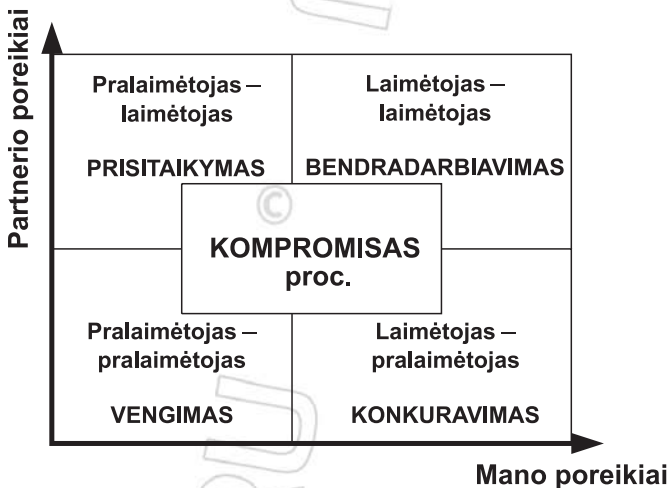 Partnerio poreikiai
Pralaimėtojas –
laimėtojas
PRISITAIKYMAS
Laimėtojas –
laimėtojas
BENDRADARBIAVIMAS
©
KOMPROMISAS
proc.
Pralaimėtojas –
pralaimėtojas
VENGIMAS
Laimėtojas –
pralaimėtojas
KONKURAVIMAS
Mano poreikiai